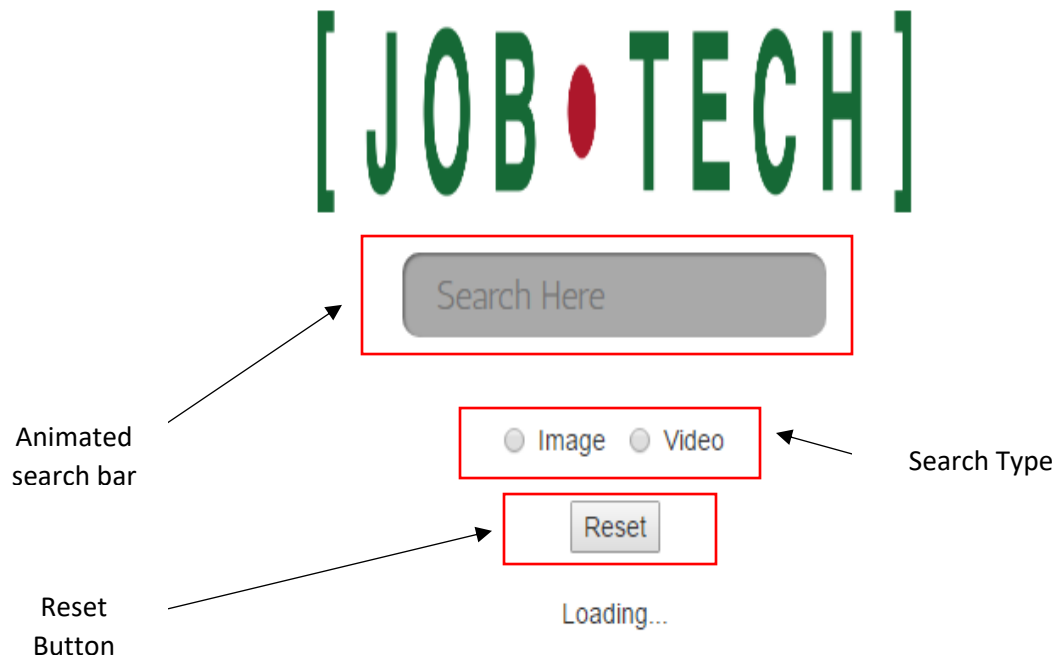 [JOB•TECH]
Search Here
Animated
search bar
Image Video
Search Type
Reset
Reset
Button
Loading...